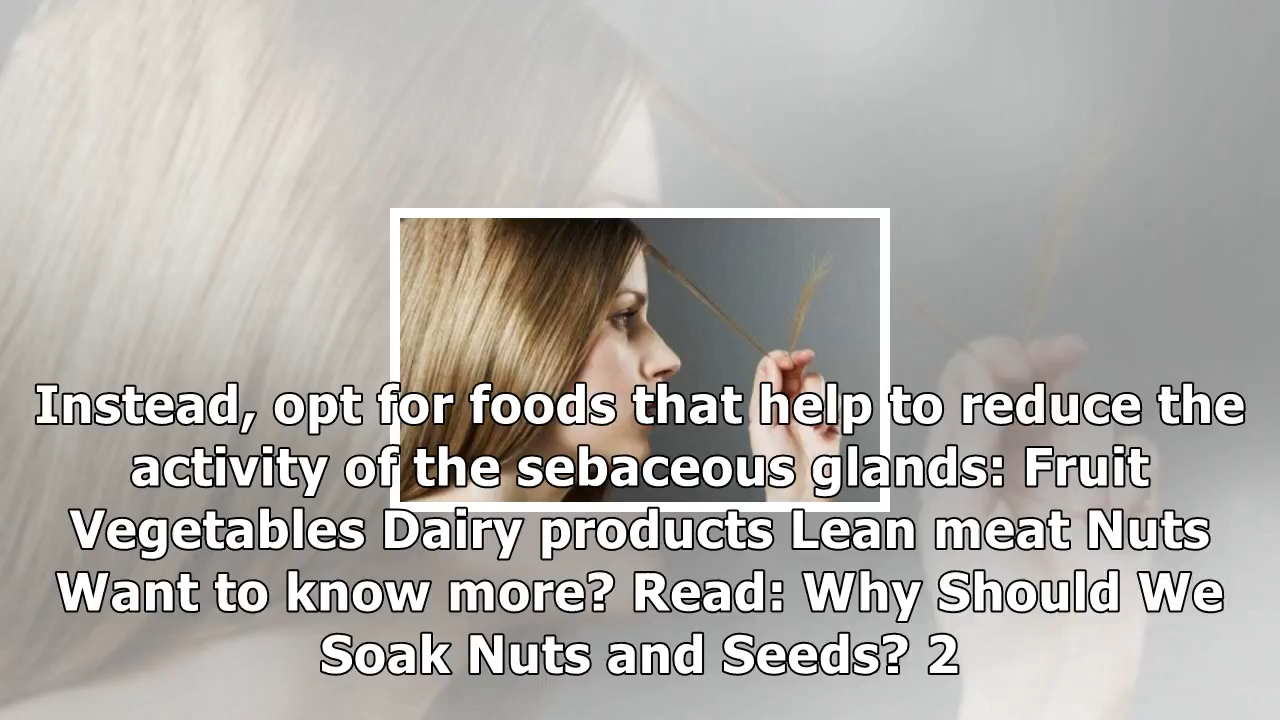 Instead, opt for foods that help to reduce the
activity of the sebaceous glands: Fruit
Vegetables Dairy products Lean meat Nuts
Want to know more? Read: Why Should We
Soak Nuts and Seeds? 2